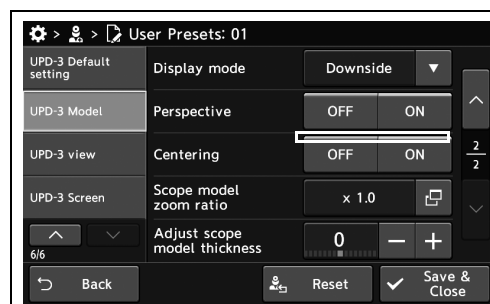 > > User Presets: 01
UPD-3 Default
setting
UPD-3 Model
UPD-3 view
UPD-3 Screen
6/6
Display mode
Downside
Perspective
OFF
ON
Centering
OFF
ON
Scope model
zoom ratio
x 1.0
Adjust scope
model thickness
0
2
2
Back
Reset
Save &
Close